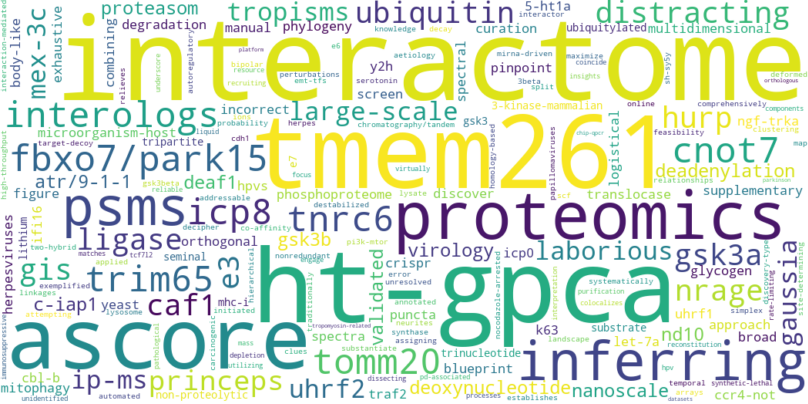 proteasom tropisms ubiquitin 5-ht1a distracting
degradation manual phylogeny interactor curation ubiquitylated multidimensional
interaction-mediated body-like mex-3c exhaustive combining underscore autoregulatory
interactome
platform e6 knowledge decay aetiology mirna-driven maximize coincide insights
bipolar resource recruiting perturbations emt-tfs serotonin 3beta split sh-sy5y deformed orthologous
relieves y2h screen spectral pinpoint
interologs incorrect large-scale gsk3 3-kinase-mammalian online comprehensively components
probability herpes chromatography/tandem hurp ngf-trka clustering
microorganism-host liquid tmem261 logistical feasibility map
high-throughput target-decoy tripartite cdh1 homology-based papillomaviruses chip-qpcr
fbxo7/park15 e7 focus virtually cnot7 deadenylation
atr/9-1-1 gsk3beta reliable deaf1 hpvs phosphoproteome lysate discover translocase relationships parkinson
figure addressable destabilized supplementary
psms icp8 tnrc6 co-affinity decipher proteomics
ifi16 two-hybrid lithium herpesviruses
ligase orthogonal gsk3b pi3k-mtor virology icp0 laborious gsk3a
matches tcf712 seminal nonredundant engage crispr glycogen
applied gis trim65 e3 hierarchical error unresolved systematically
linkages exemplified lysosome ht-gpca validated annotated purification colocalizes nrage gaussia
c-iap1 yeast caf1 mhc-i initiated traditionally puncta neurites nocodazole-arrested interpretation uhrf1 discovery-type rate-limiting site-determining
attempting ascore carcinogenic pathological tropomyosin-related synthase assigning k63 substrate nd10 approach simplex
immunosuppressive mass clues spectra substantiate landscape let-7a reconstitution broad
depletion utilizing tomm20 trinucleotide blueprint inferring
cbl-b ip-ms princeps uhrf2 dissecting pd-associated deoxynucleotide hpv temporal synthetic-lethal
mitophagy unidentified automated non-proteolytic traf2 processes establishes nanoscale arrays datasets ccr4-not